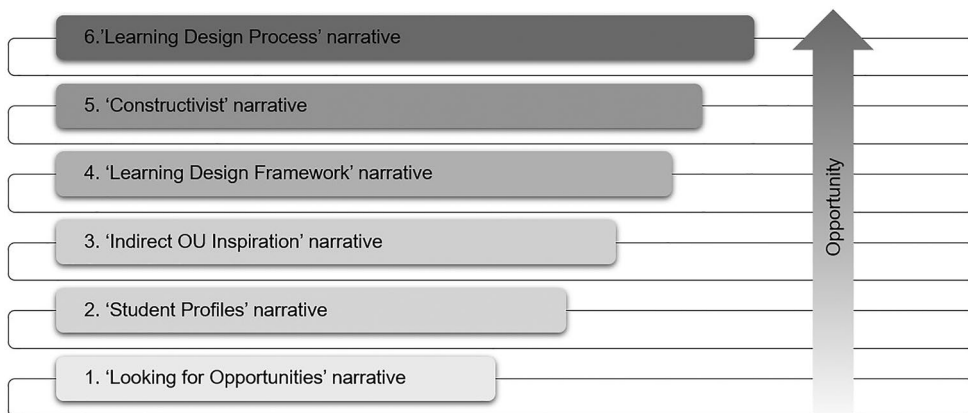 6.’Learning Design Process’ narrative
5. ‘Constructivist’ narrative
4. ‘Learning Design Framework’ narrative
3. ‘Indirect OU Inspiration’ narrative
2. ‘Student Profiles’ narrative
1. ‘Looking for Opportunities’ narrative
Opportunity